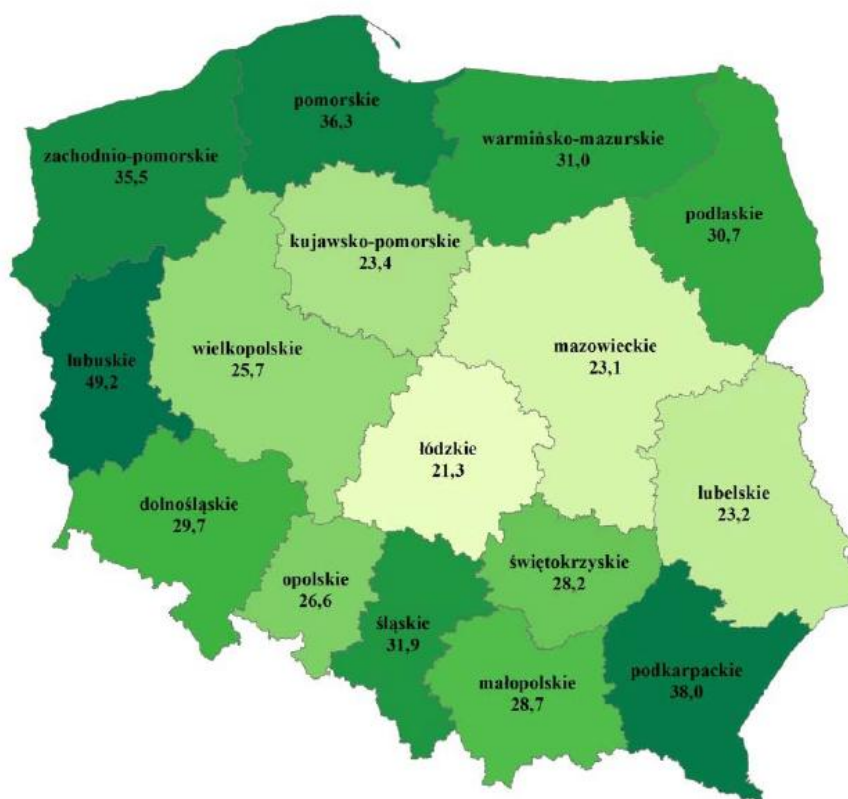 pomorskie
36,3
warmińsko-mazurskie
31,0
zachodnio-pomorskie
35,5
podlaskie
30,7
kujawsko-pomorskie
23,4
mazowieckie
23,1
wielkopolskie
25,7
lubuskie
49,2
łódzkie
21,3
lubelskie
23,2
dolnośląskie
29,7
świętokrzyskie
28,2
opolskie
26,6
śląskie
31,9
podkarpackie
38,0
małopolskie
28,7